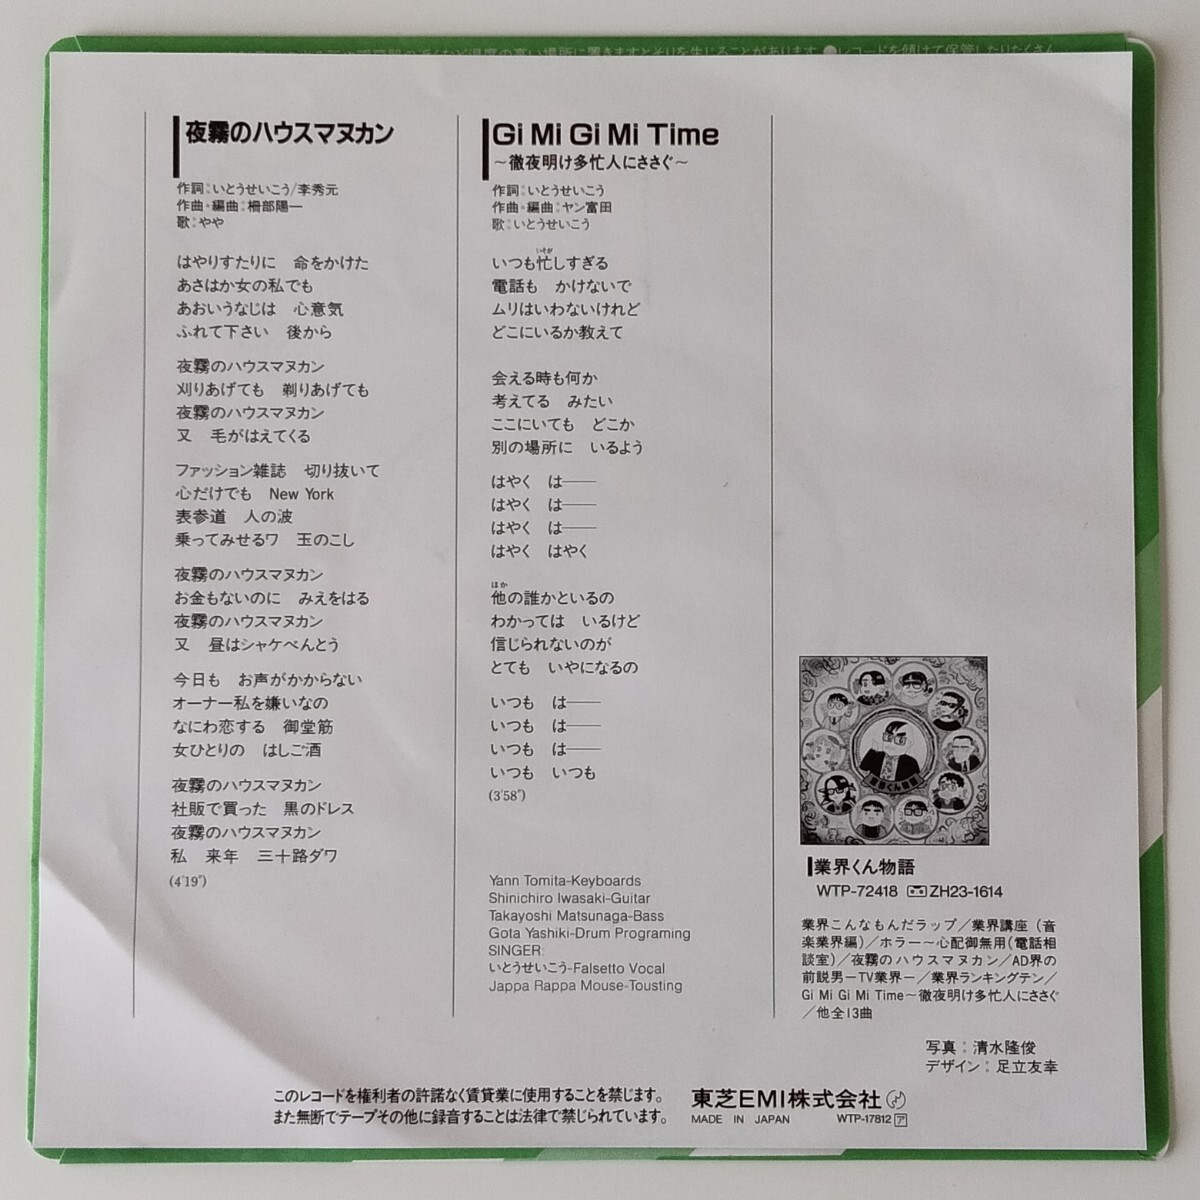 夜霧のハウスマヌカン
作詞:いとうせいこう/李秀元
作曲・編曲:柵部陽一
歌:やや
はやりすたりに　命をかけた
あさはか女の私でも
あおいうなじは　心意気
ふれて下さい　後から
夜霧のハウスマヌカン
刈りあげても　剃りあげても
夜霧のハウスマヌカン
又　毛がはえてくる
ファッション雑誌　切り抜いて
心だけでも　New York
表参道　人の波
乗ってみせるワ　玉のこし
夜霧のハウスマヌカン
お金もないのに　みえをはる
夜霧のハウスマヌカン
又　昼はシャケべんとう
今日も　お声がかからない
オーナー私を嫌いなの
なにわ恋する　御堂筋
女ひとりの　はしご酒
夜霧のハウスマヌカン
社販で買った　黒のドレス
夜霧のハウスマヌカン
私　来年　三十路ダワ
(4'19")
Gi Mi Gi Mi Time
～徹夜明け多忙人にささぐ～
作詞:いとうせいこう
作曲・編曲:ヤン富田
歌:いとうせいこう
いそが
いつも忙しすぎる
電話も　かけないで
ムリはいわないけれど
どこにいるか教えて
会える時も何か
考えてる　みたい
ここにいても　どこか
別の場所に　いるよう
はやく　は――
はやく　は――
はやく　は――
はやく　はやく
ほか
他の誰かといるの
わかっては　いるけど
信じられないのが
とても　いやになるの
いつも　は――
いつも　は――
いつも　は――
いつも　いつも
(3'58")
Yann Tomita-Keyboards
Shinichiro Iwasaki-Guitar
Takayoshi Matsunaga-Bass
Gota Yashiki-Drum Programing
SINGER:
いとうせいこう-Falsetto Vocal
Jappa Rappa Mouse-Tousting
業界くん物語
WTP-72418 ZH23-1614
業界こんなもんだラップ／業界講座（音
楽業界編)／ホラー～心配御無用(電話相
談室)／夜霧のハウスマヌカン／AD界の
前説男－TV業界－／業界ランキングテン／
Gi Mi Gi Mi Time～徹夜明け多忙人にささぐ
／他全13曲
写真：清水隆俊
デザイン：足立友幸
このレコードを権利者の許諾なく賃貸業に使用することを禁じます。
また無断でテープその他に録音することは法律で禁じられています。
東芝EMI株式会社
MADE IN JAPAN WTP-17812 ア